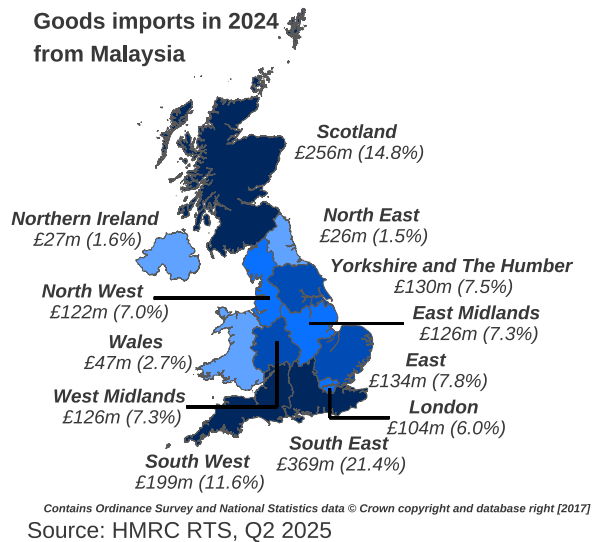 Goods imports in 2024
from Malaysia
Scotland
£256m (14.8%)
Northern Ireland
£27m (1.6%)
North East
£26m (1.5%)
Yorkshire and The Humber
£130m (7.5%)
North West
£122m (7.0%)
East Midlands
£126m (7.3%)
Wales
£47m (2.7%)
East
£134m (7.8%)
West Midlands
£126m (7.3%)
London
£104m (6.0%)
South East
£369m (21.4%)
South West
£199m (11.6%)
Contains Ordinance Survey and National Statistics data © Crown copyright and database right [2017]
Source: HMRC RTS, Q2 2025